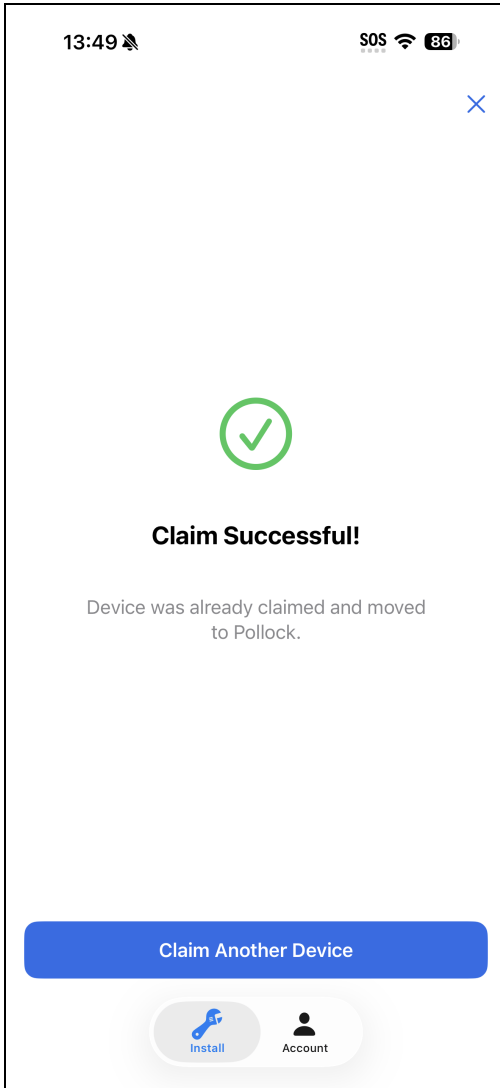 13:49
SOS
86
Claim Successful!
Device was already claimed and moved
to Pollock.
Claim Another Device
Install
Account